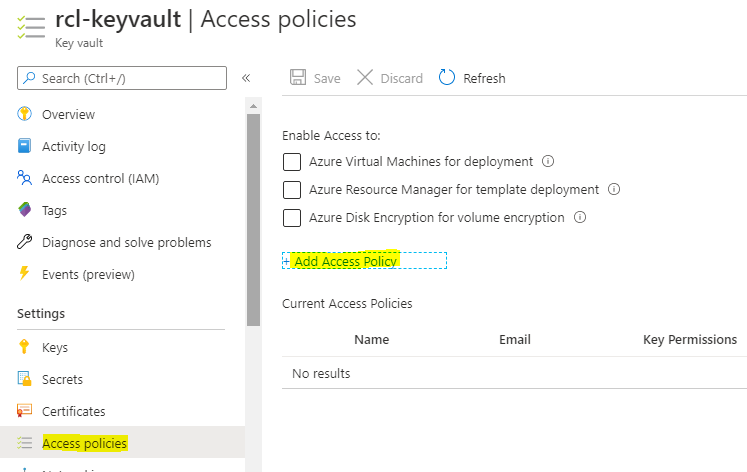 rcl-keyvault | Access policies
Key vault
Search (Ctrl+/)
«
Save
Discard
Refresh
Overview
Activity log
Access control (IAM)
Tags
Diagnose and solve problems
Events (preview)
Settings
Keys
Secrets
Certificates
Access policies
Enable Access to:
Azure Virtual Machines for deployment
Azure Resource Manager for template deployment
Azure Disk Encryption for volume encryption
+ Add Access Policy
Current Access Policies
Name Email Key Permissions
No results